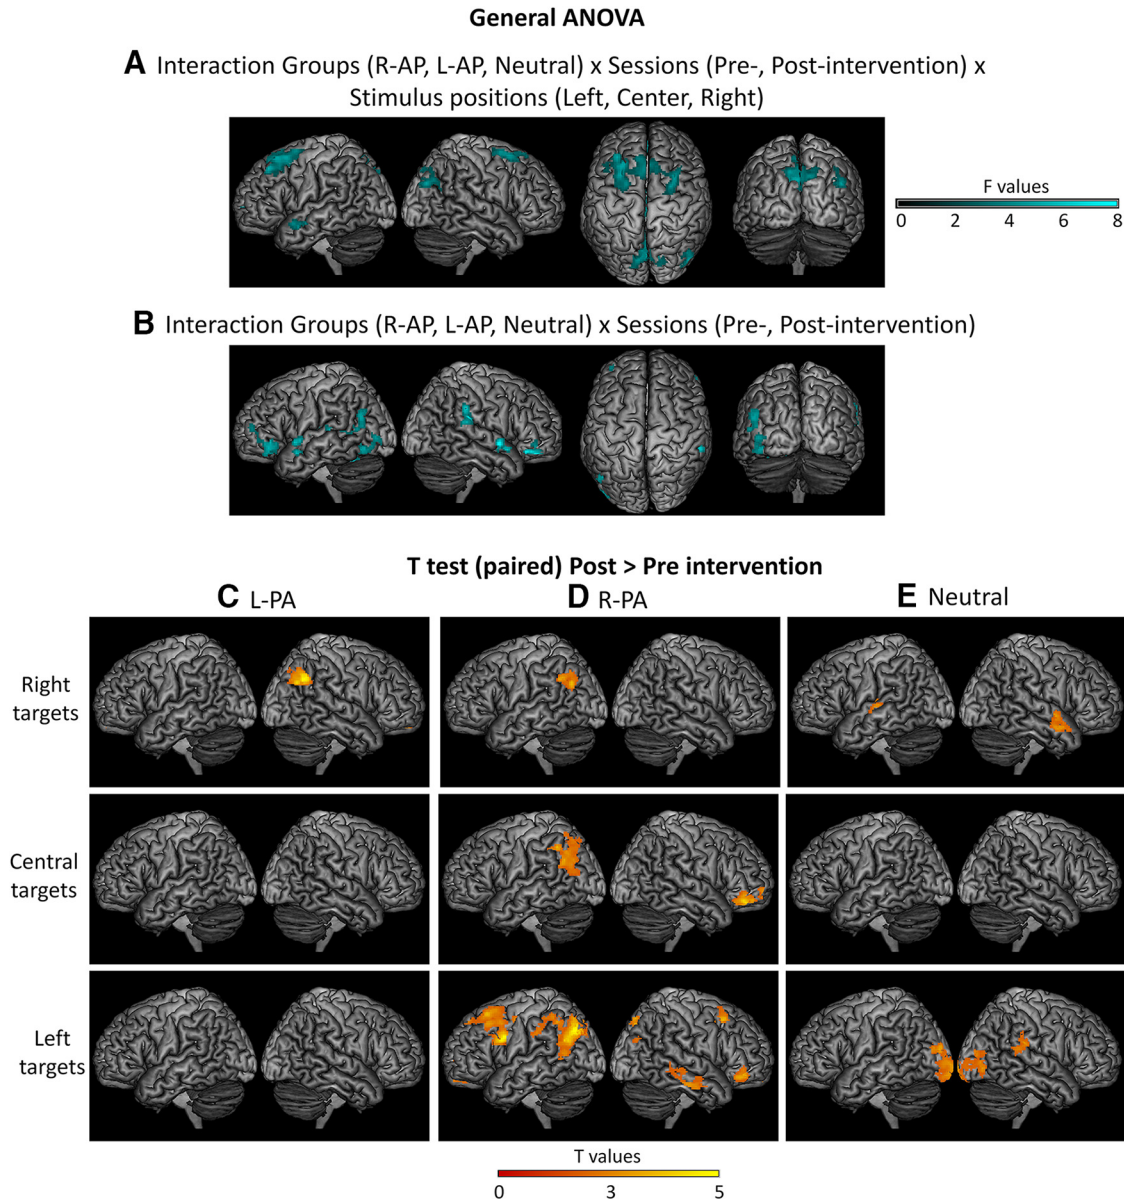 General ANOVA
A Interaction Groups (R-AP, L-AP, Neutral) x Sessions (Pre-, Post-intervention) x
Stimulus positions (Left, Center, Right)
F values
0 2 4 6 8
B Interaction Groups (R-AP, L-AP, Neutral) x Sessions (Pre-, Post-intervention)
T test (paired) Post > Pre intervention
C L-PA
D R-PA
E Neutral
Right
targets
Central
targets
Left
targets
T values
0 3 5